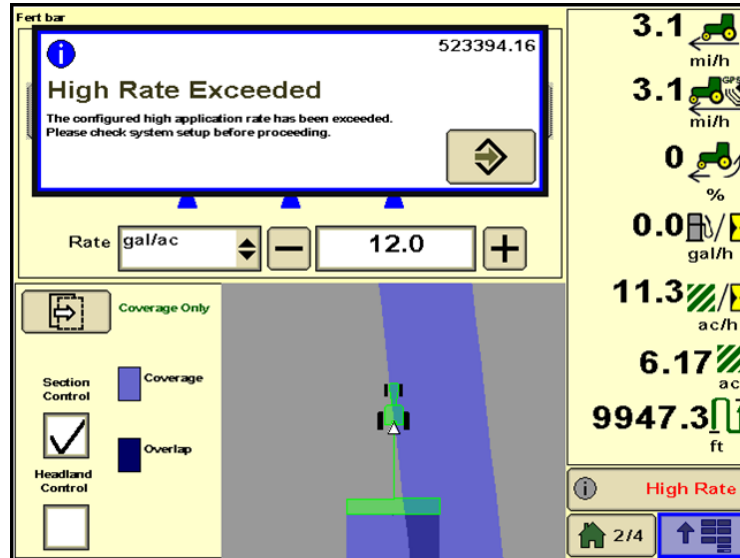 Fert bar
523394.16
High Rate Exceeded
The configured high application rate has been exceeded.
Please check system setup before proceeding.
Rate gal/ac 12.0
Coverage Only
Section
Control
Coverage
Overlap
Headland
Control
3.1
mi/h
3.1
GPS
mi/h
0
%
0.0
gal/h
11.3
ac/h
6.17
ac
9947.3
ft
High Rate
2/4